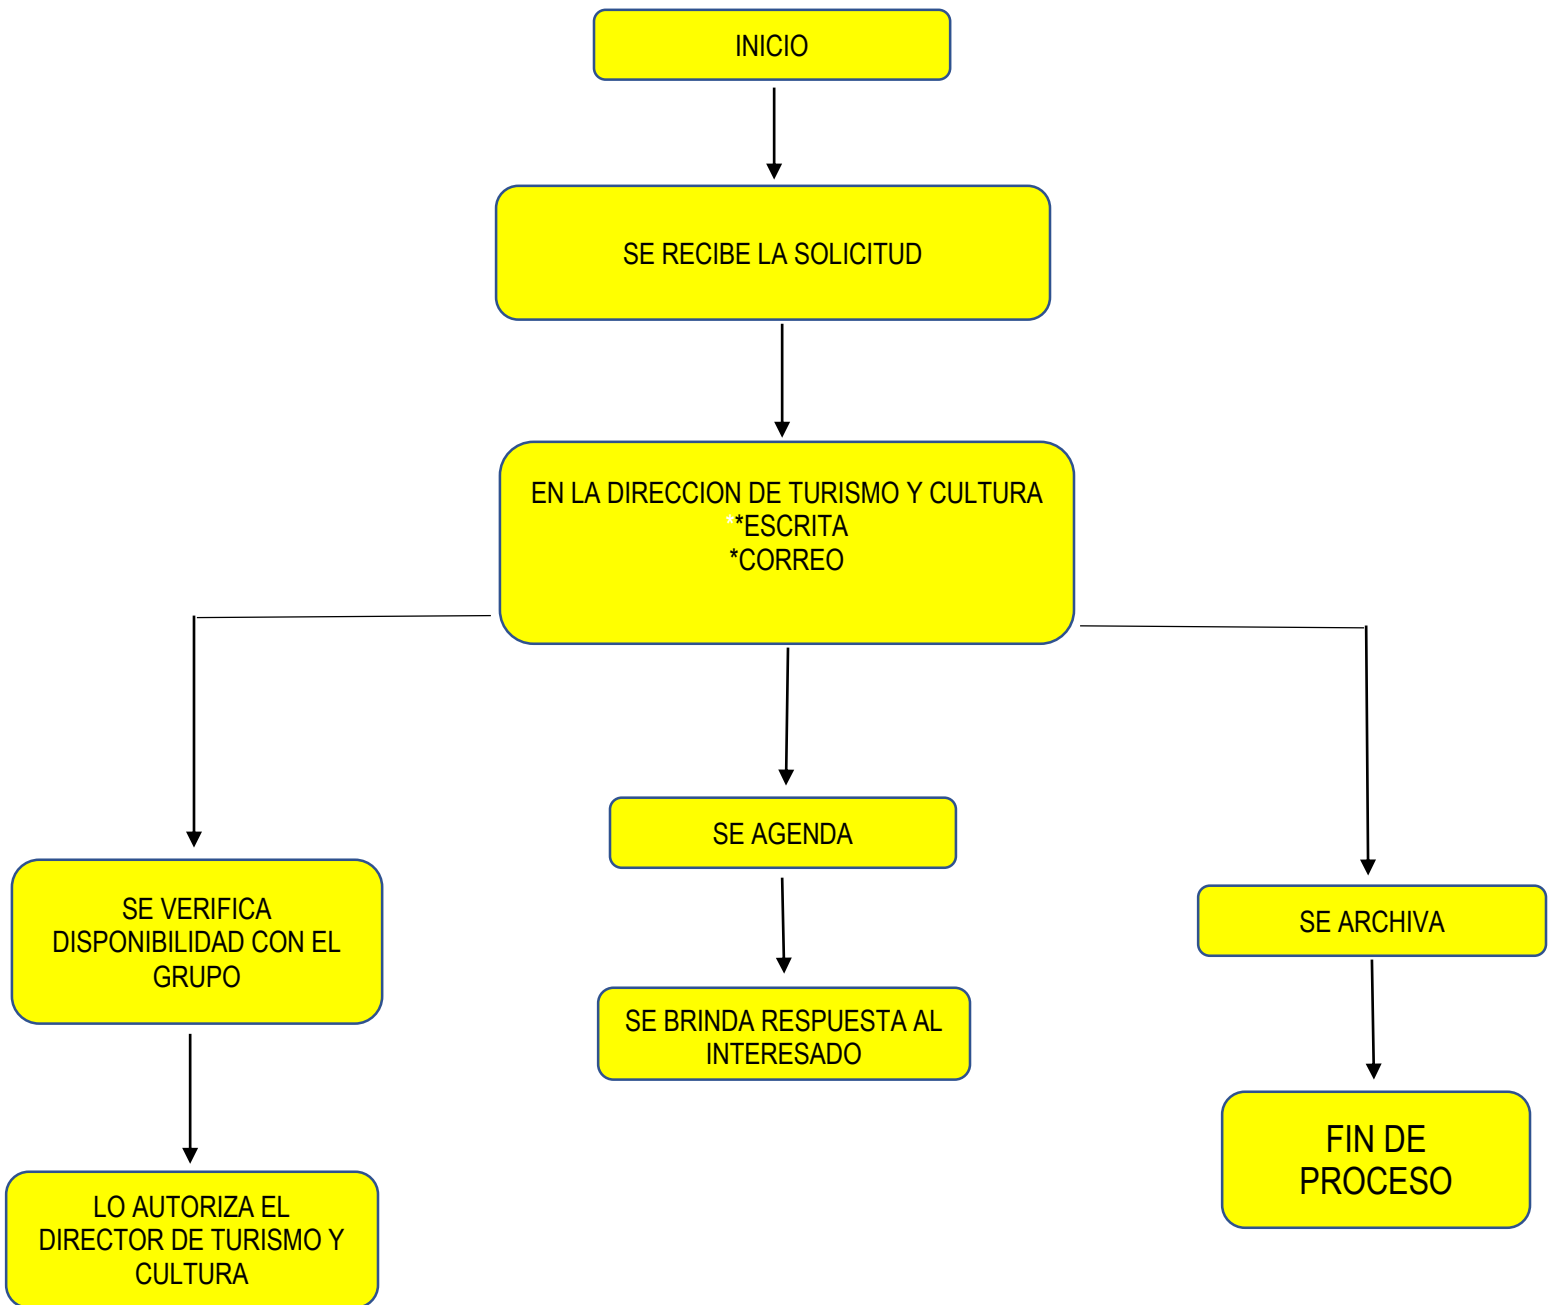 INICIO
SE RECIBE LA SOLICITUD
EN LA DIRECCION DE TURISMO Y CULTURA
**ESCRITA
*CORREO
SE VERIFICA
DISPONIBILIDAD CON EL
GRUPO
LO AUTORIZA EL
DIRECTOR DE TURISMO Y
CULTURA
SE AGENDA
SE BRINDA RESPUESTA AL
INTERESADO
SE ARCHIVA
FIN DE
PROCESO